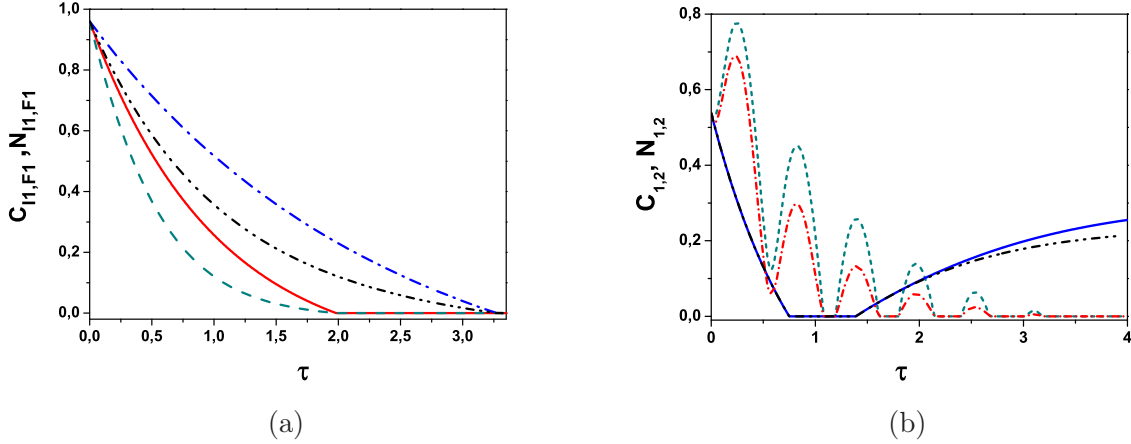 1,0
0,8
0,6
0,4
0,2
0,0
C_{I1,F1} ,N_{I1,F1}
0,0 0,5 1,0 1,5 2,0 2,5 3,0
τ
(a)
0,8
0,6
0,4
0,2
0,0
C_{1,2}, N_{1,2}
0 1 2 3 4
τ
(b)